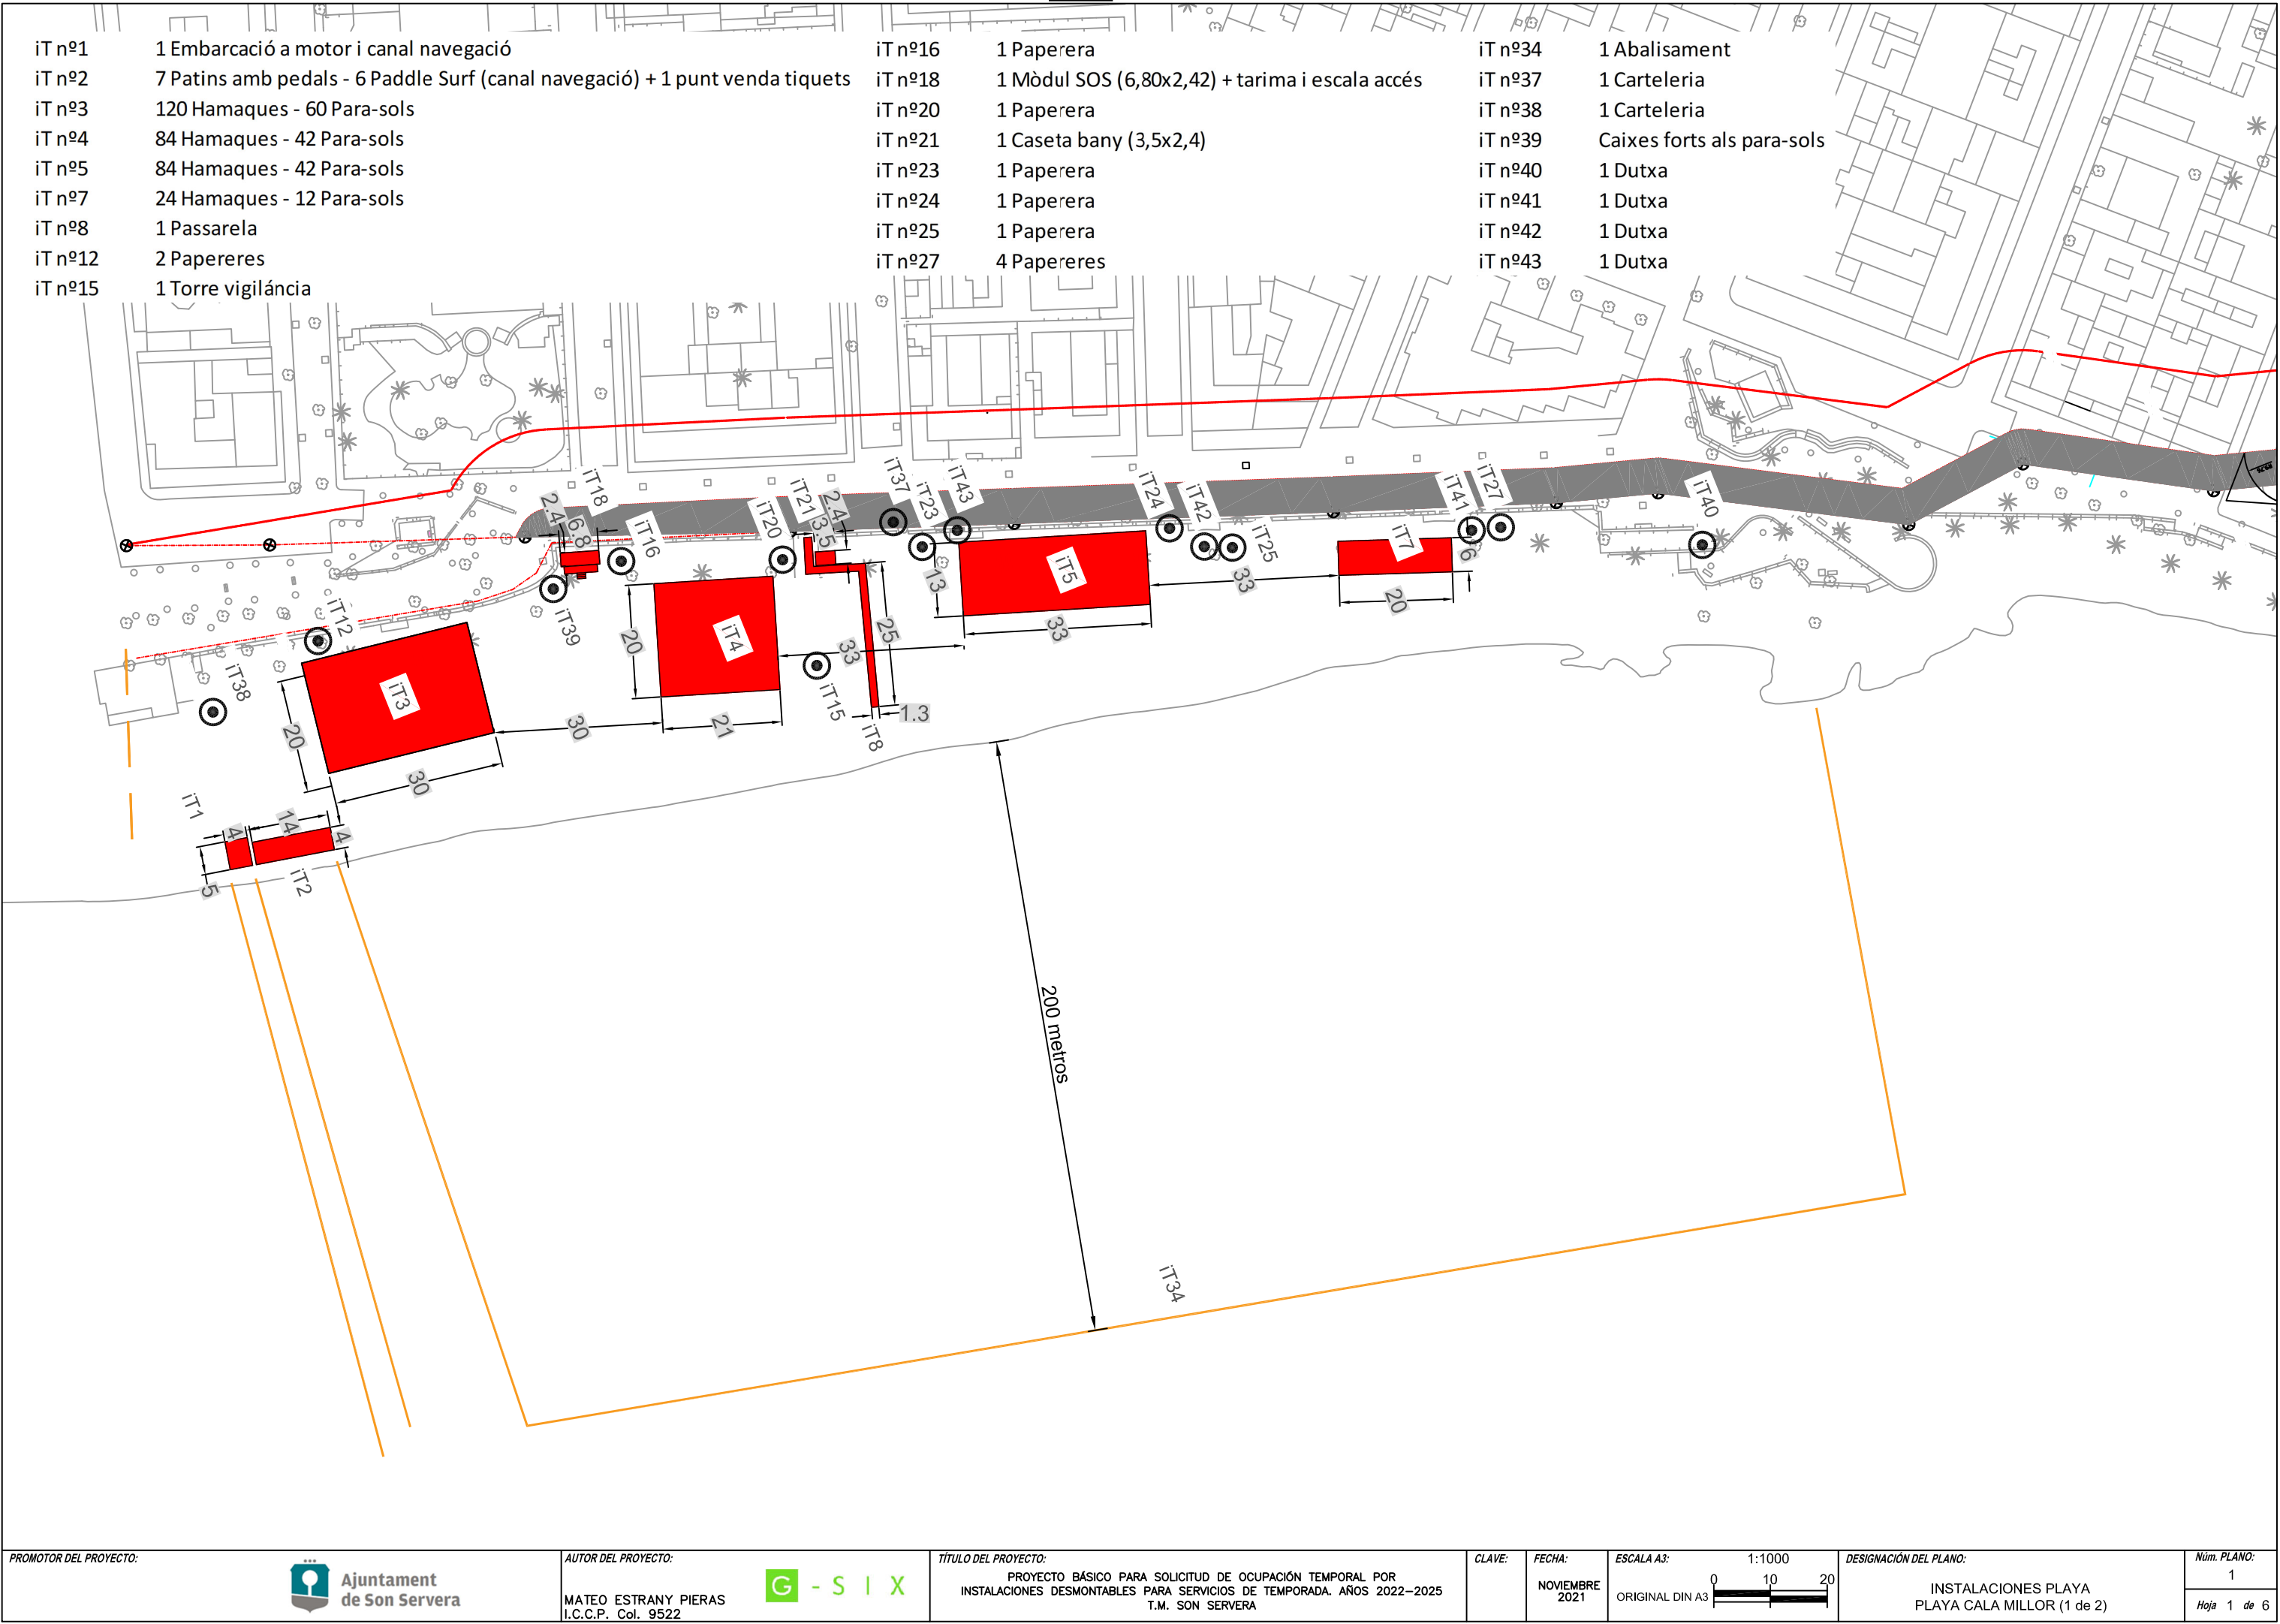 iT nº1 1 Embarcació a motor i canal navegació
iT nº2 7 Patins amb pedals - 6 Paddle Surf (canal navegació) + 1 punt venda tiquets
iT nº3 120 Hamaques - 60 Para-sols
iT nº4 84 Hamaques - 42 Para-sols
iT nº5 84 Hamaques - 42 Para-sols
iT nº7 24 Hamaques - 12 Para-sols
iT nº8 1 Passarela
iT nº12 2 Papereres
iT nº15 1 Torre vigiláncia
iT nº16 1 Paperera
iT nº18 1 Mòdul SOS (6,80x2,42) + tarima i escala accés
iT nº20 1 Paperera
iT nº21 1 Caseta bany (3,5x2,4)
iT nº23 1 Paperera
iT nº24 1 Paperera
iT nº25 1 Paperera
iT nº27 4 Papereres
iT nº34 1 Abalisament
iT nº37 1 Carteleria
iT nº38 1 Carteleria
iT nº39 Caixes forts als para-sols
iT nº40 1 Dutxa
iT nº41 1 Dutxa
iT nº42 1 Dutxa
iT nº43 1 Dutxa
iT18
2.4
6.8
iT16
iT39
iT20
iT21
2.4
3.5
iT37
iT23
iT43
iT24
iT42
iT25
iT41
iT27
iT40
iT12
iT38
iT3
20
30
30
iT4
20
21
33
25
iT15
iT8
1.3
iT5
13
33
33
iT7
6
20
iT1
4
14
4
5
iT2
200 metros
iT34
PROMOTOR DEL PROYECTO:
Ajuntament
de Son Servera
AUTOR DEL PROYECTO:
MATEO ESTRANY PIERAS
I.C.C.P. Col. 9522
G - S I X
TÍTULO DEL PROYECTO:
PROYECTO BÁSICO PARA SOLICITUD DE OCUPACIÓN TEMPORAL POR
INSTALACIONES DESMONTABLES PARA SERVICIOS DE TEMPORADA. AÑOS 2022-2025
T.M. SON SERVERA
CLAVE:
FECHA:
NOVIEMBRE
2021
ESCALA A3:
1:1000
ORIGINAL DIN A3
0 10 20
DESIGNACIÓN DEL PLANO:
INSTALACIONES PLAYA
PLAYA CALA MILLOR (1 de 2)
Núm. PLANO:
1
Hoja 1 de 6